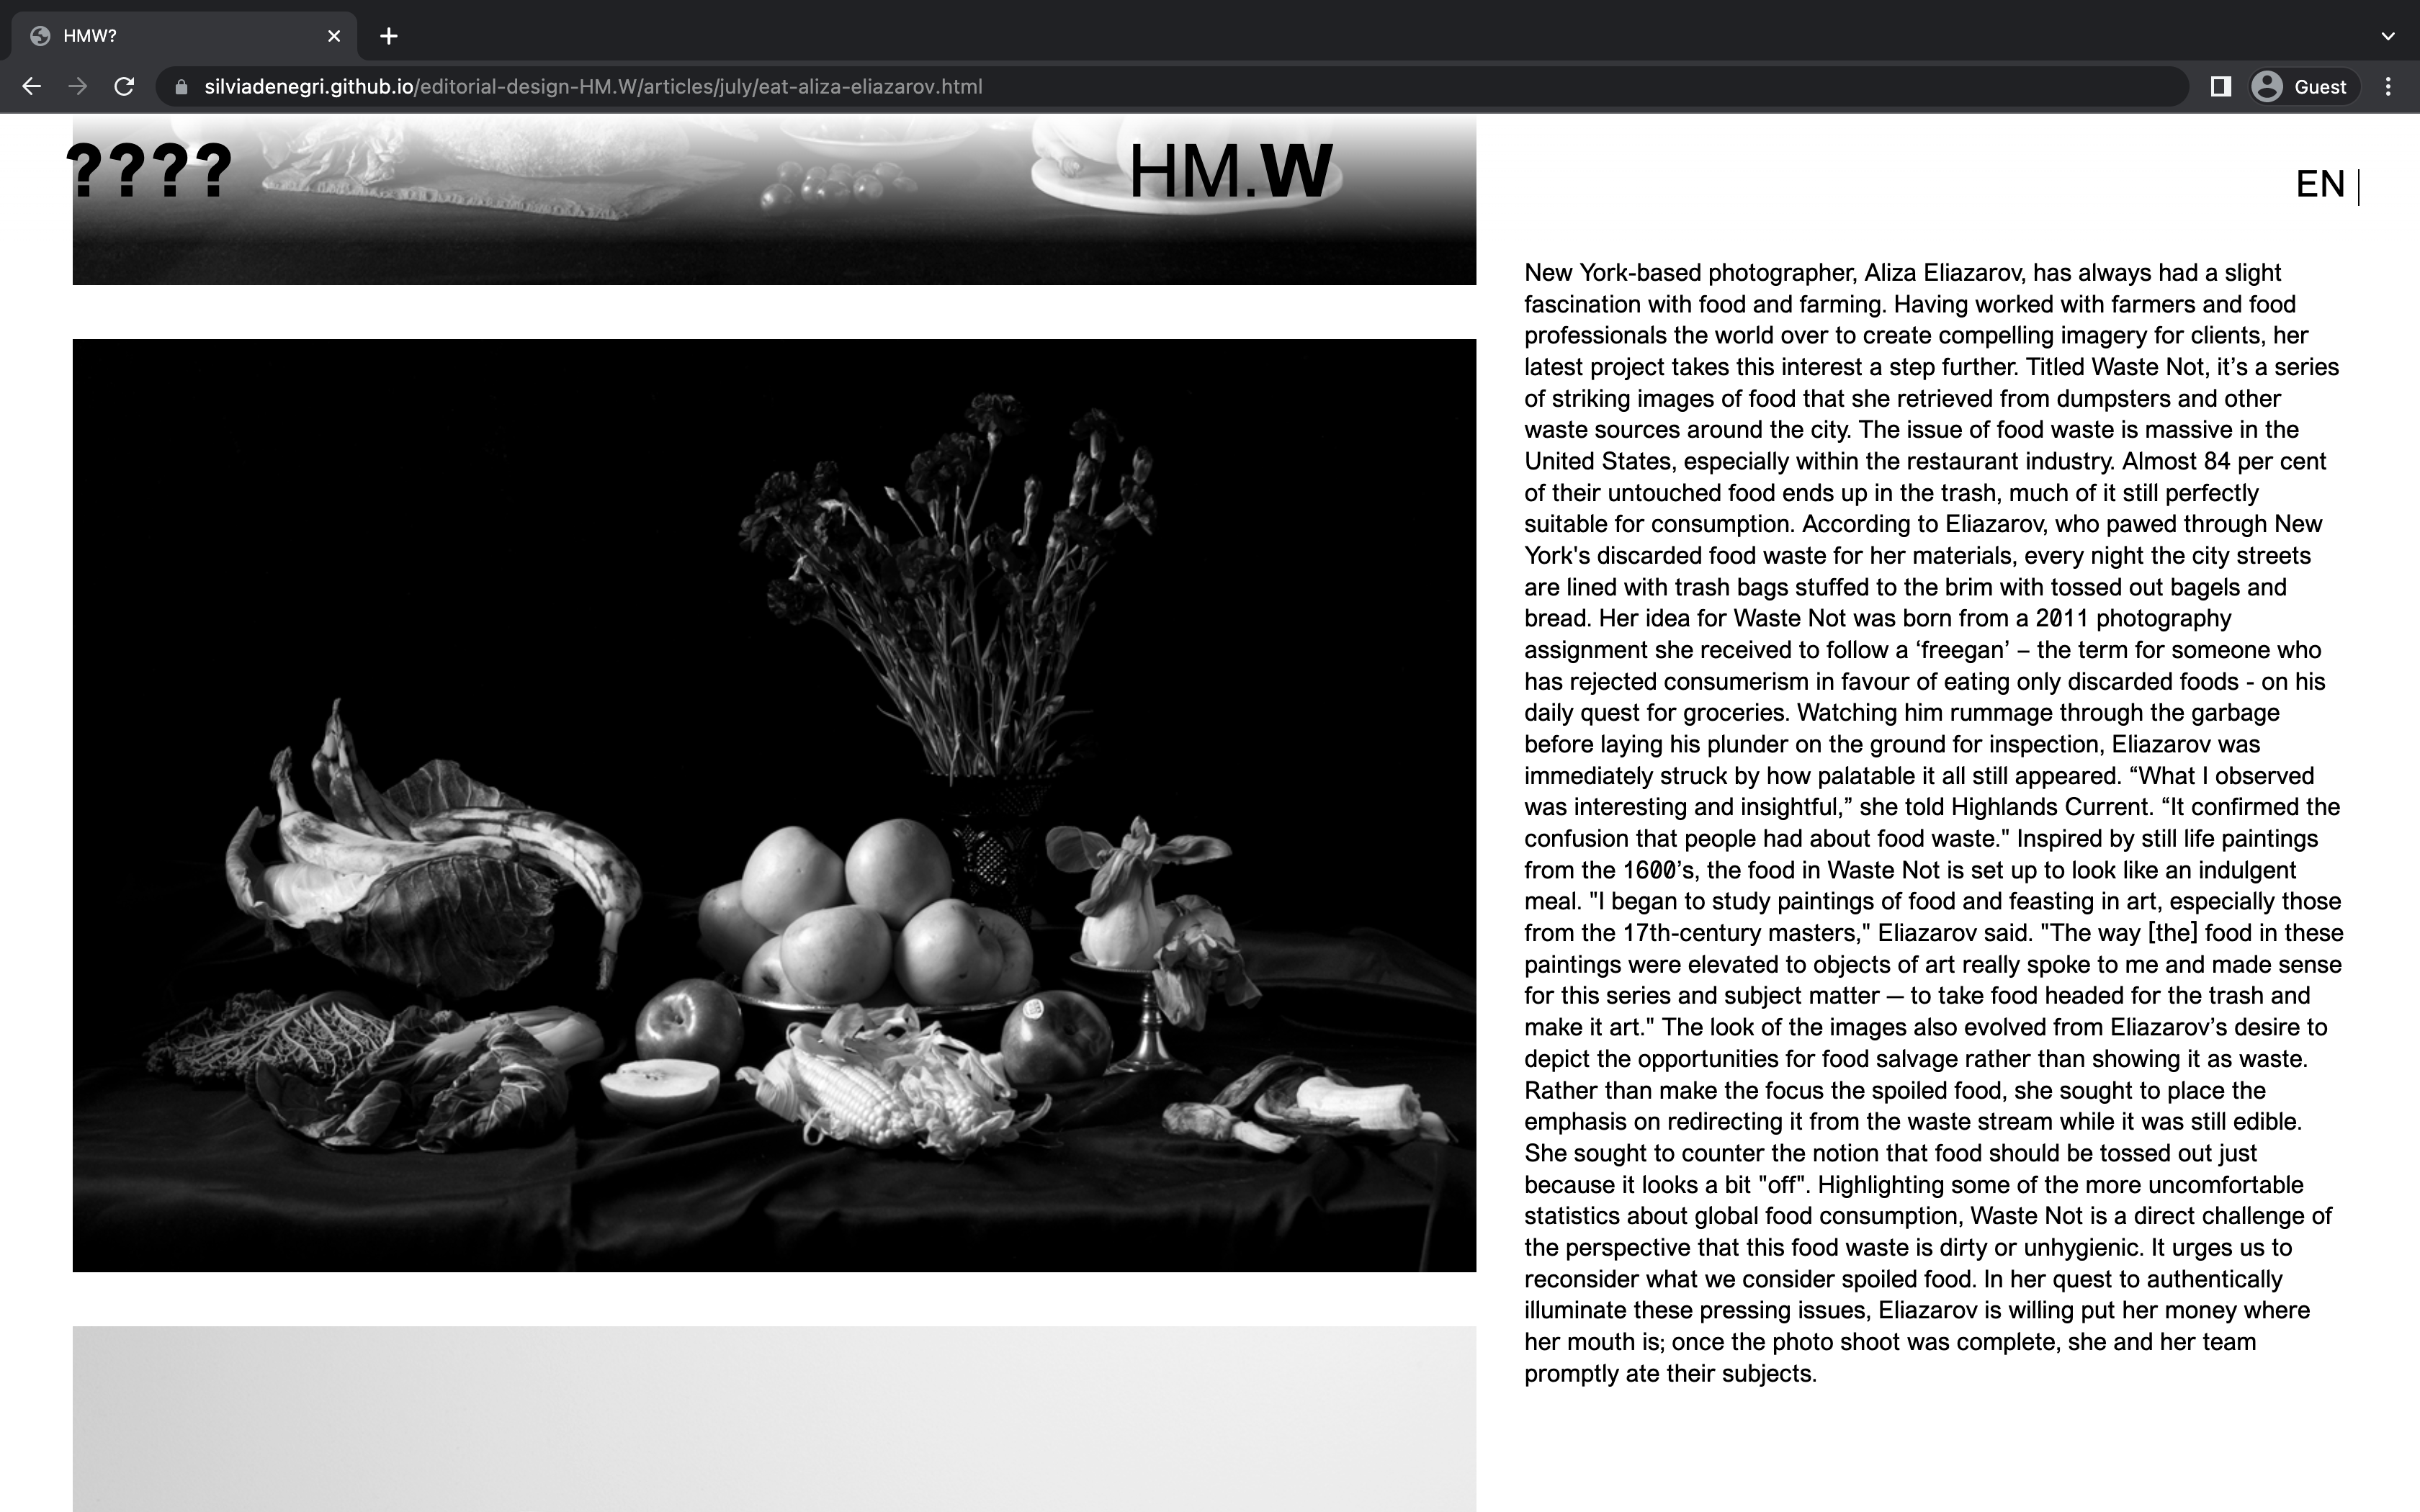 HMW?
silviadenegri.github.io/editorial-design-HM.W/articles/july/eat-aliza-eliazarov.html
Guest
????
HM.W
EN |
New York-based photographer, Aliza Eliazarov, has always had a slight
fascination with food and farming. Having worked with farmers and food
professionals the world over to create compelling imagery for clients, her
latest project takes this interest a step further. Titled Waste Not, it’s a series
of striking images of food that she retrieved from dumpsters and other
waste sources around the city. The issue of food waste is massive in the
United States, especially within the restaurant industry. Almost 84 per cent
of their untouched food ends up in the trash, much of it still perfectly
suitable for consumption. According to Eliazarov, who pawed through New
York's discarded food waste for her materials, every night the city streets
are lined with trash bags stuffed to the brim with tossed out bagels and
bread. Her idea for Waste Not was born from a 2011 photography
assignment she received to follow a ‘freegan’ – the term for someone who
has rejected consumerism in favour of eating only discarded foods - on his
daily quest for groceries. Watching him rummage through the garbage
before laying his plunder on the ground for inspection, Eliazarov was
immediately struck by how palatable it all still appeared. “What I observed
was interesting and insightful,” she told Highlands Current. “It confirmed the
confusion that people had about food waste." Inspired by still life paintings
from the 1600’s, the food in Waste Not is set up to look like an indulgent
meal. "I began to study paintings of food and feasting in art, especially those
from the 17th-century masters," Eliazarov said. "The way [the] food in these
paintings were elevated to objects of art really spoke to me and made sense
for this series and subject matter — to take food headed for the trash and
make it art." The look of the images also evolved from Eliazarov’s desire to
depict the opportunities for food salvage rather than showing it as waste.
Rather than make the focus the spoiled food, she sought to place the
emphasis on redirecting it from the waste stream while it was still edible.
She sought to counter the notion that food should be tossed out just
because it looks a bit "off". Highlighting some of the more uncomfortable
statistics about global food consumption, Waste Not is a direct challenge of
the perspective that this food waste is dirty or unhygienic. It urges us to
reconsider what we consider spoiled food. In her quest to authentically
illuminate these pressing issues, Eliazarov is willing put her money where
her mouth is; once the photo shoot was complete, she and her team
promptly ate their subjects.